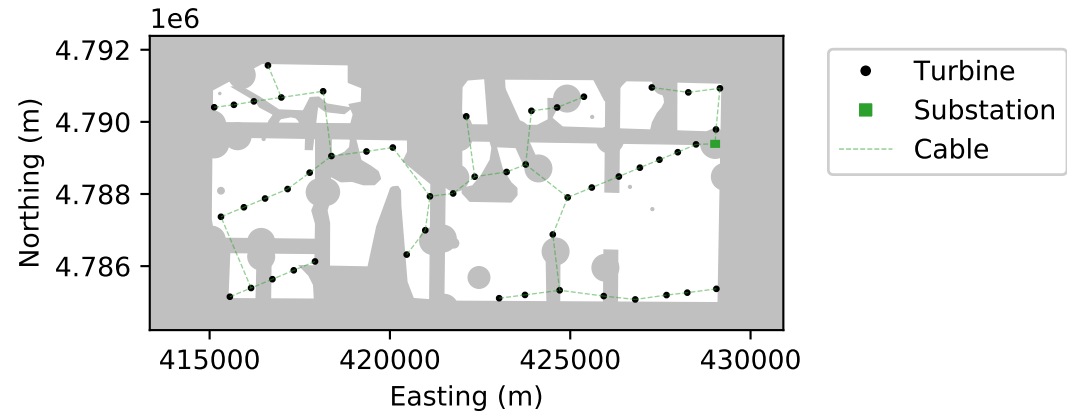 1e6
4.792
4.790
4.788
4.786
Northing (m)
415000 420000 425000 430000
Easting (m)
Turbine
Substation
Cable